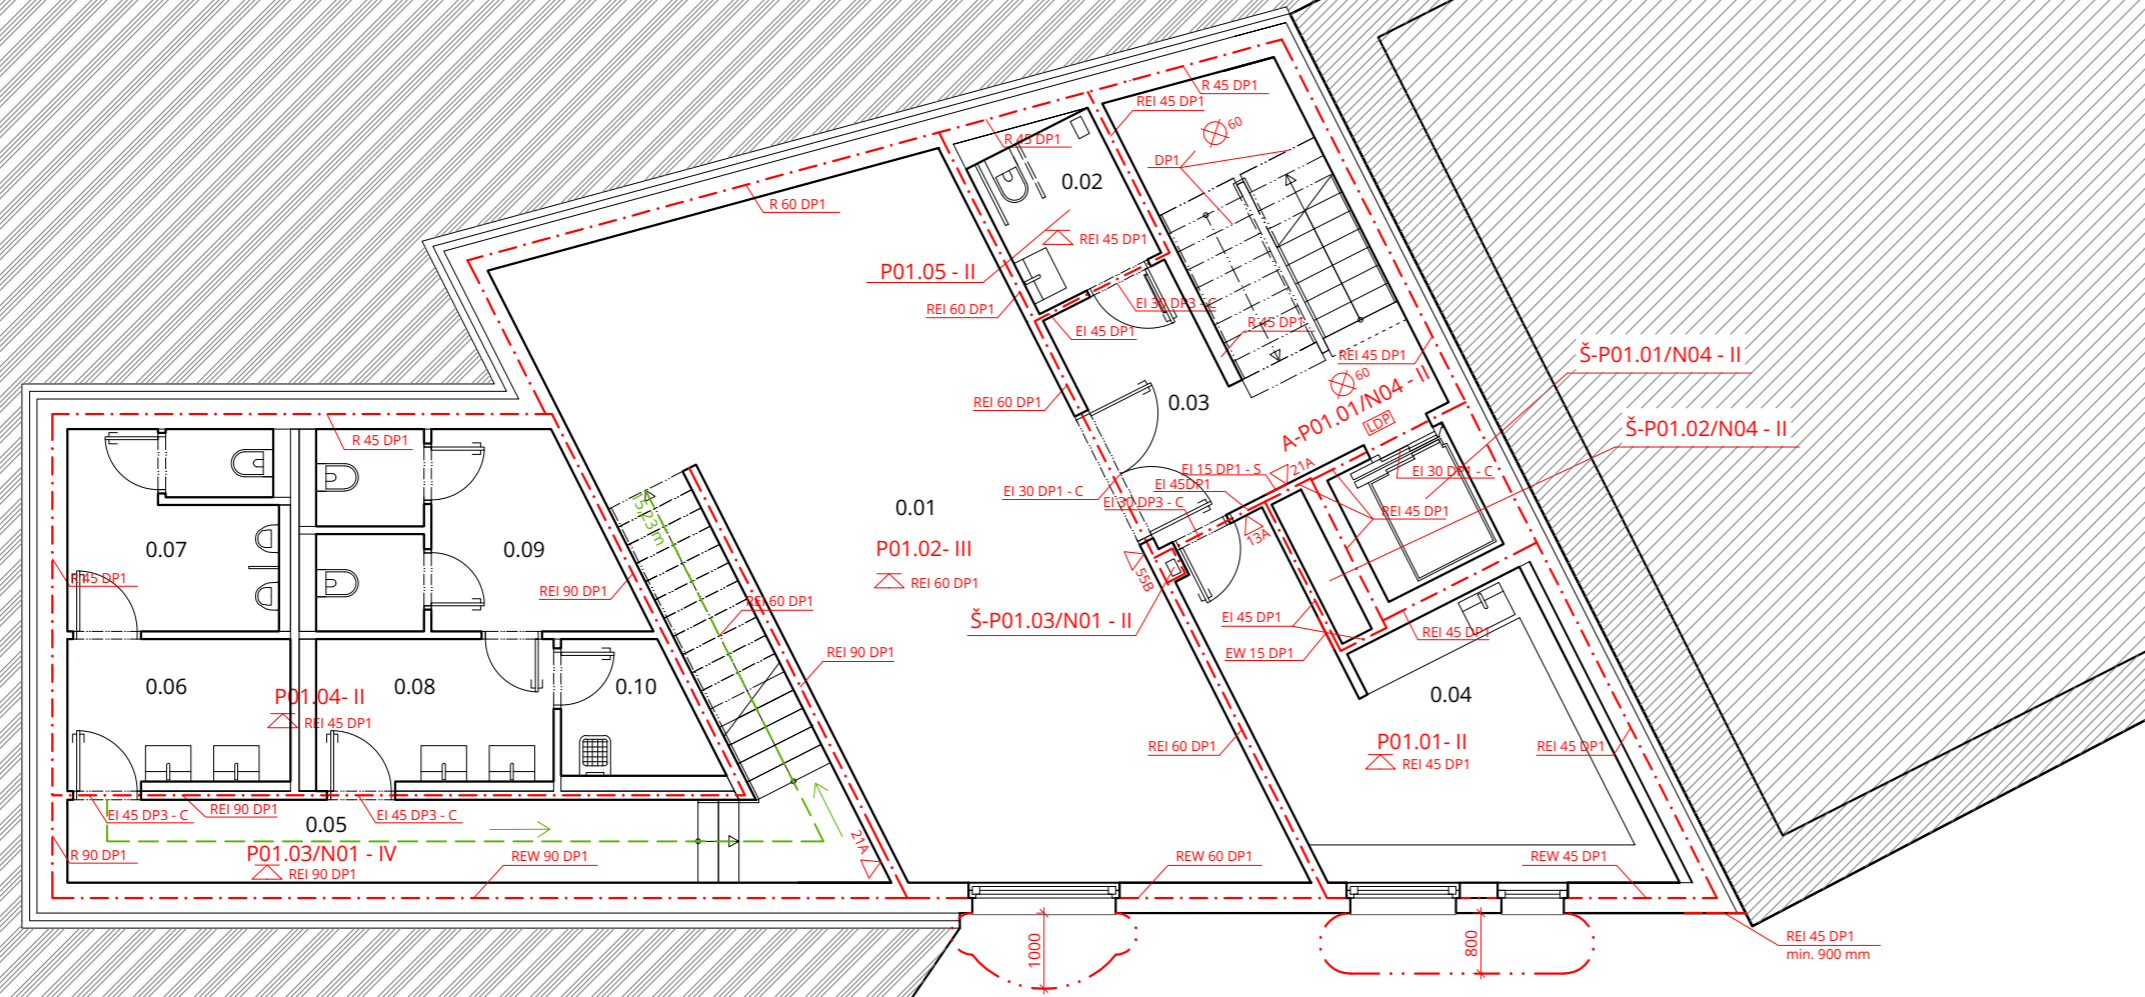 R 45 DP1
REI 45 DP1
60
R 45 DP1
DP1
0.02
R 60 DP1
REI 45 DP1
P01.05 - II
REI 60 DP1
EI 30 DP3 - C
EI 45 DP1
R 45 DP1
REI 45 DP1
Š-P01.01/N04 - II
60
REI 60 DP1
0.03
A-P01.01/N04 - II
LDP
Š-P01.02/N04 - II
R 45 DP1
EI 15 DP1 - S
21A
EI 30 DP1 - C
EI 45DP1
EI 30 DP1 - C
EI 30 DP3 - C
REI 45 DP1
15,23m
0.01
13A
0.07
0.09
P01.02- III
REI 60 DP1
55B
R 45 DP1
REI 90 DP1
REI 60 DP1
Š-P01.03/N01 - II
EI 45 DP1
REI 45 DP1
REI 90 DP1
EW 15 DP1
0.06
0.08
0.10
0.04
P01.04- II
REI 45 DP1
P01.01- II
REI 60 DP1
REI 45 DP1
REI 45 DP1
EI 45 DP3 - C
REI 90 DP1
EI 45 DP3 - C
0.05
21A
R 90 DP1
P01.03/N01 - IV
REI 90 DP1
REW 90 DP1
REW 60 DP1
REW 45 DP1
1000
800
REI 45 DP1
min. 900 mm